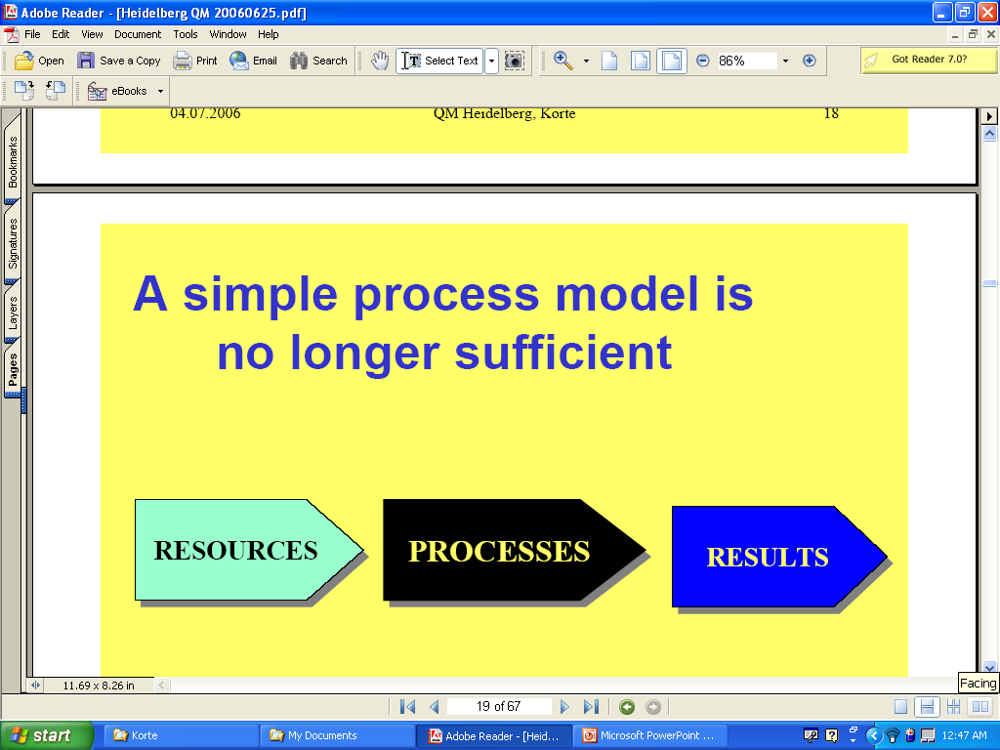 Adobe Reader - [Heidelberg QM 20060625.pdf]
File Edit View Document Tools Window Help
Open Save a Copy Print Email Search Select Text 86% Got Reader 7.0?
eBooks
Bookmarks
Signatures
Layers
Pages
04.07.2006 QM Heidelberg, Korte 18
A simple process model is
no longer sufficient
RESOURCES PROCESSES RESULTS
11.69 x 8.26 in
Facing
19 of 67
start Korte My Documents Adobe Reader - [Heid... Microsoft PowerPoint ... 12:47 AM